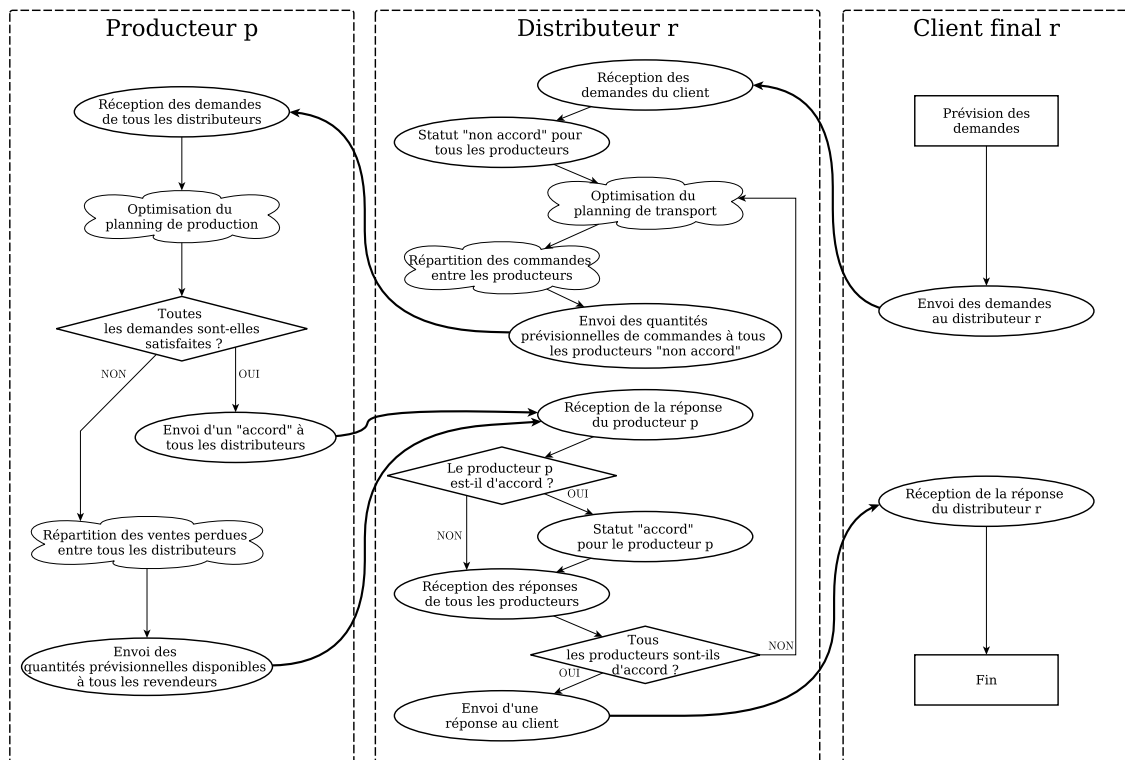 Producteur p
Réception des demandes
de tous les distributeurs
Optimisation du
planning de production
Toutes
les demandes sont-elles
satisfaites ?
NON
OUI
Envoi d'un "accord" à
tous les distributeurs
Répartition des ventes perdues
entre tous les distributeurs
Envoi des
quantités prévisionnelles disponibles
à tous les revendeurs
Distributeur r
Réception des
demandes du client
Statut "non accord" pour
tous les producteurs
Optimisation du
planning de transport
Répartition des commandes
entre les producteurs
Envoi des quantités
prévisionnelles de commandes à tous
les producteurs "non accord"
Réception de la réponse
du producteur p
Le producteur p
est-il d'accord ?
OUI
NON
Statut "accord"
pour le producteur p
Réception des réponses
de tous les producteurs
Tous
les producteurs sont-ils
d'accord ?
NON
OUI
Envoi d'une
réponse au client
Client final r
Prévision des
demandes
Envoi des demandes
au distributeur r
Réception de la réponse
du distributeur r
Fin